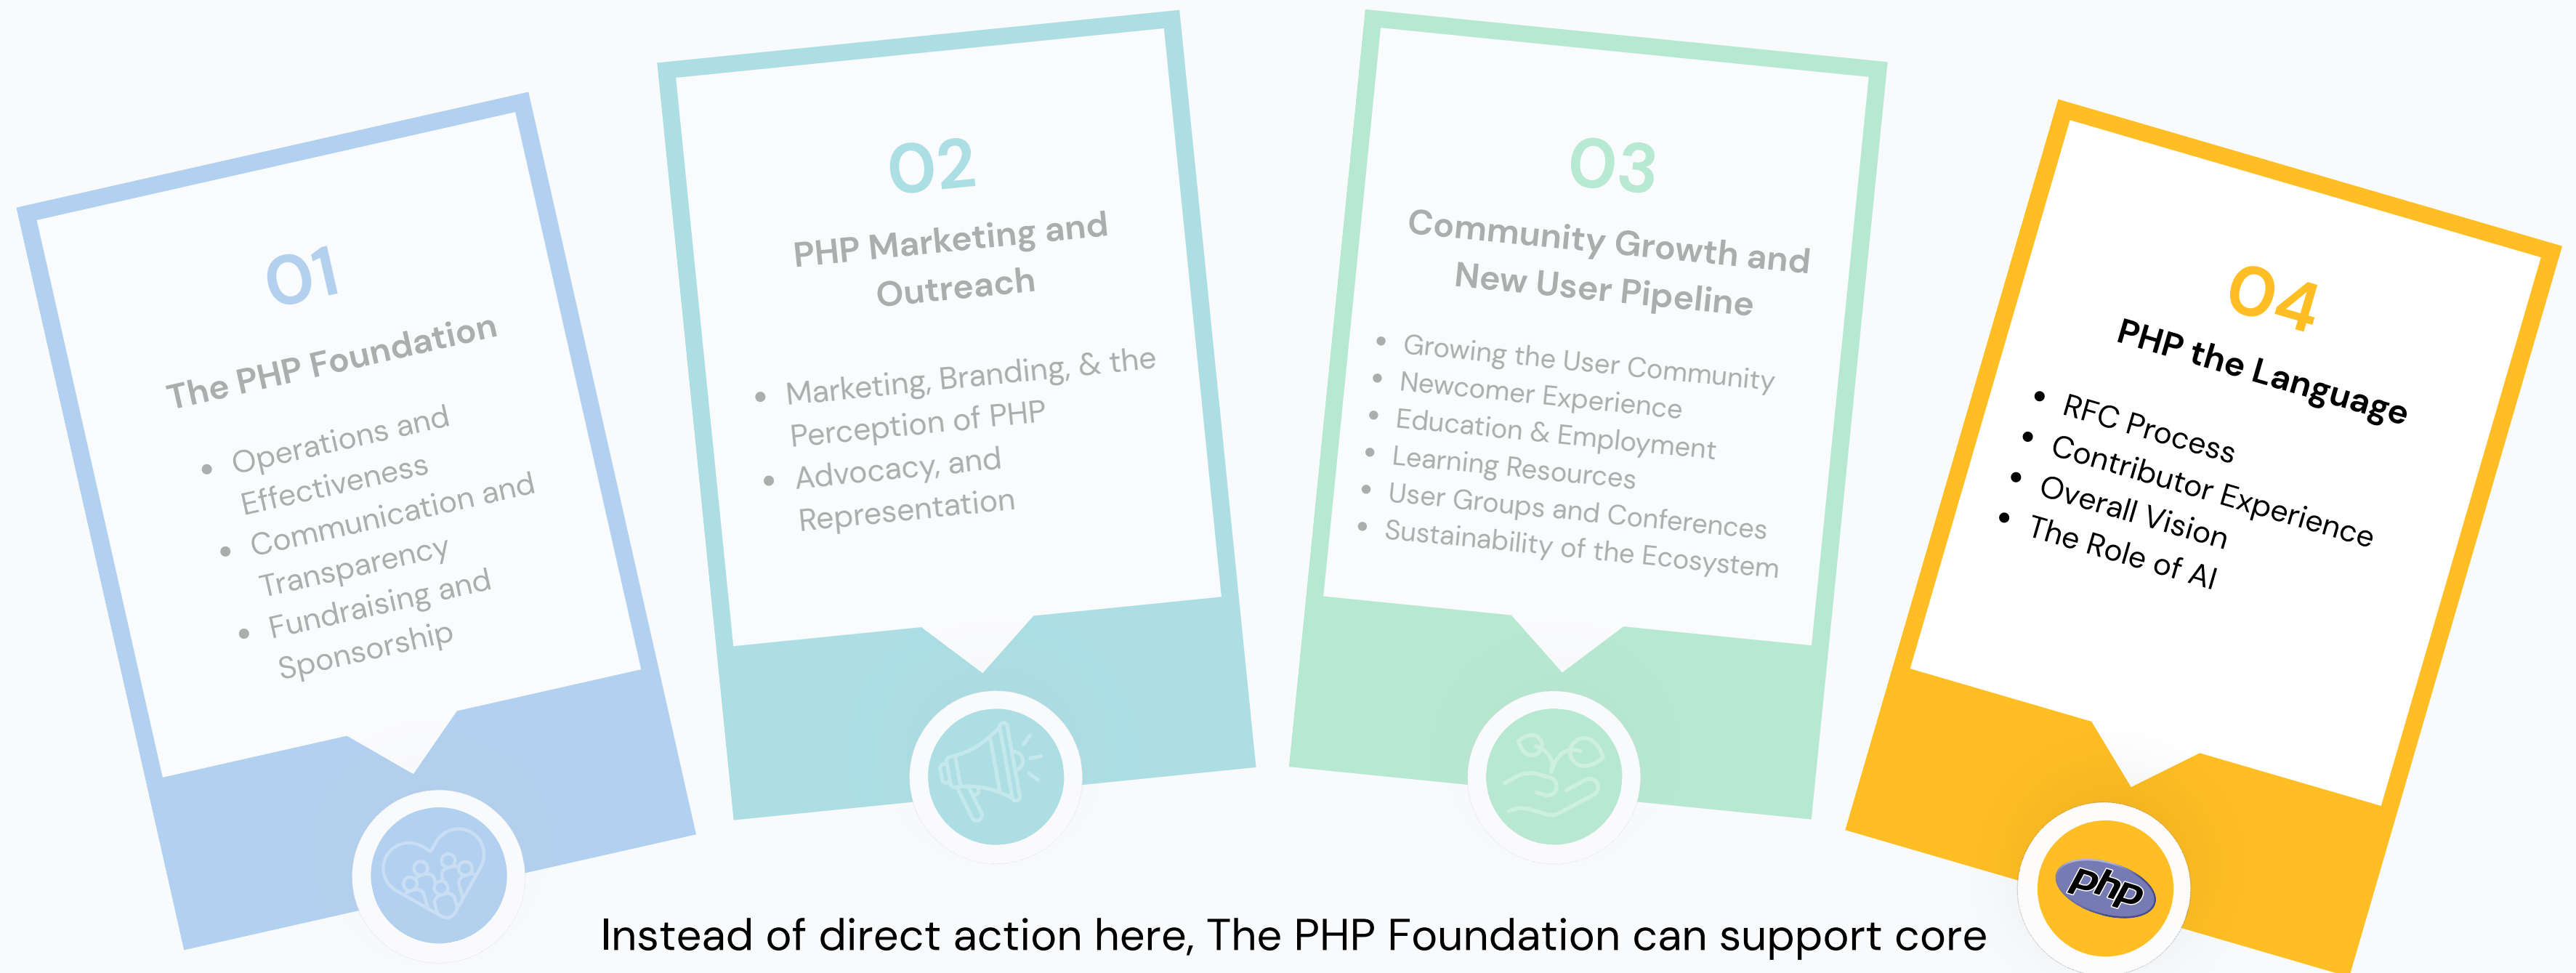 01
The PHP Foundation
• Operations and
Effectiveness
• Communication and
Transparency
• Fundraising and
Sponsorship
02
PHP Marketing and
Outreach
• Marketing, Branding, & the
Perception of PHP
• Advocacy, and
Representation
03
Community Growth and
New User Pipeline
• Growing the User Community
• Newcomer Experience
• Education & Employment
• Learning Resources
• User Groups and Conferences
• Sustainability of the Ecosystem
04
PHP the Language
• RFC Process
• Contributor Experience
• Overall Vision
• The Role of AI
php
Instead of direct action here, The PHP Foundation can support core